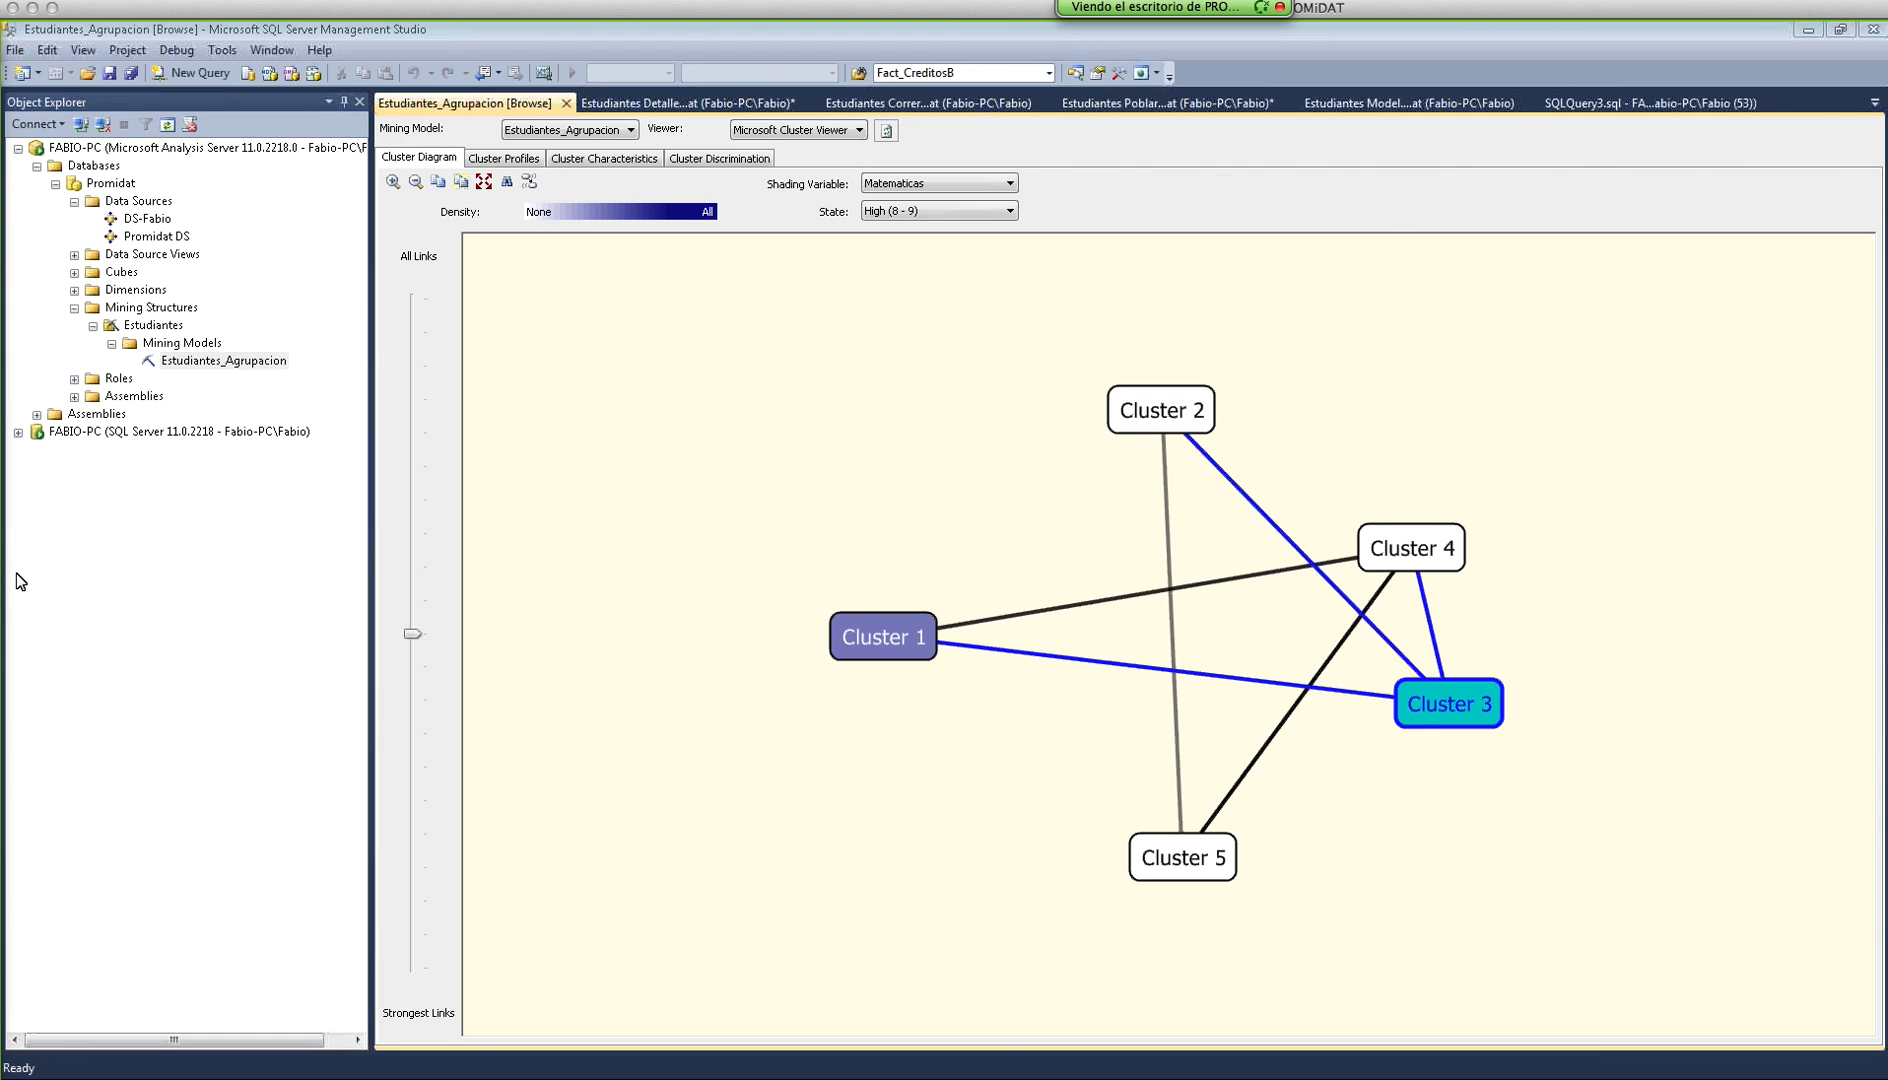 Viendo el escritorio de PRO...
OMiDAT
Estudiantes_Agrupacion [Browse] - Microsoft SQL Server Management Studio
File Edit View Project Debug Tools Window Help
New Query
Fact_CreditosB
Object Explorer
Connect
FABIO-PC (Microsoft Analysis Server 11.0.2218.0 - Fabio-PC\F
Databases
Promidat
Data Sources
DS-Fabio
Promidat DS
Data Source Views
Cubes
Dimensions
Mining Structures
Estudiantes
Mining Models
Estudiantes_Agrupacion
Roles
Assemblies
Assemblies
FABIO-PC (SQL Server 11.0.2218 - Fabio-PC\Fabio)
Estudiantes_Agrupacion [Browse] Estudiantes Detalle...at (Fabio-PC\Fabio)* Estudiantes Correr...at (Fabio-PC\Fabio) Estudiantes Poblar...at (Fabio-PC\Fabio)* Estudiantes Model....at (Fabio-PC\Fabio) SQLQuery3.sql - FA...abio-PC\Fabio (53))
Mining Model: Estudiantes_Agrupacion Viewer: Microsoft Cluster Viewer
Cluster Diagram Cluster Profiles Cluster Characteristics Cluster Discrimination
Shading Variable: Matematicas
Density: None All State: High (8 - 9)
All Links
Cluster 2
Cluster 4
Cluster 1
Cluster 3
Cluster 5
Strongest Links
Ready